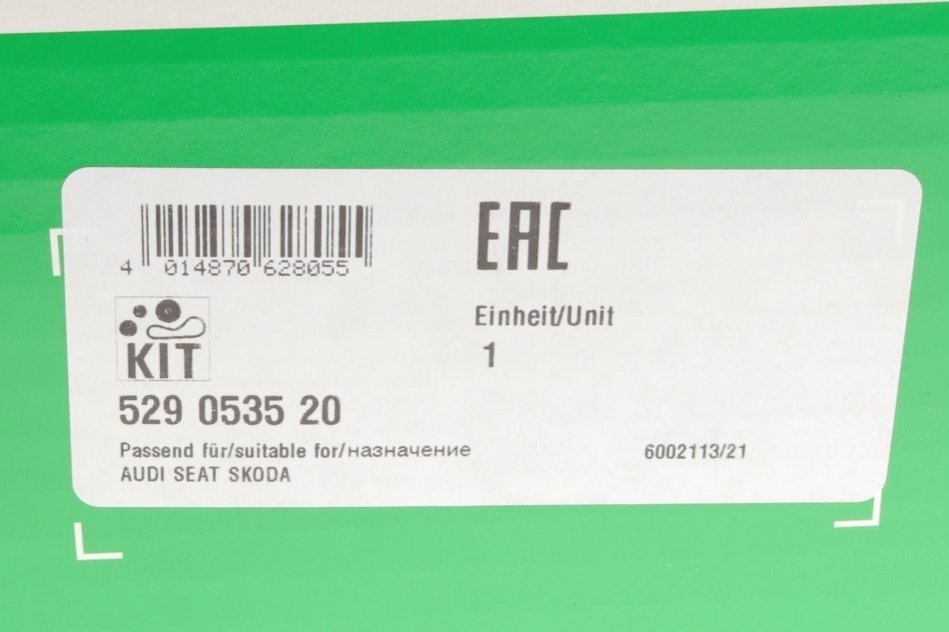 4 014870 628055
EAC
KIT
Einheit/Unit
1
529 0535 20
Passend für/suitable for/назначение
AUDI SEAT SKODA
6002113/21